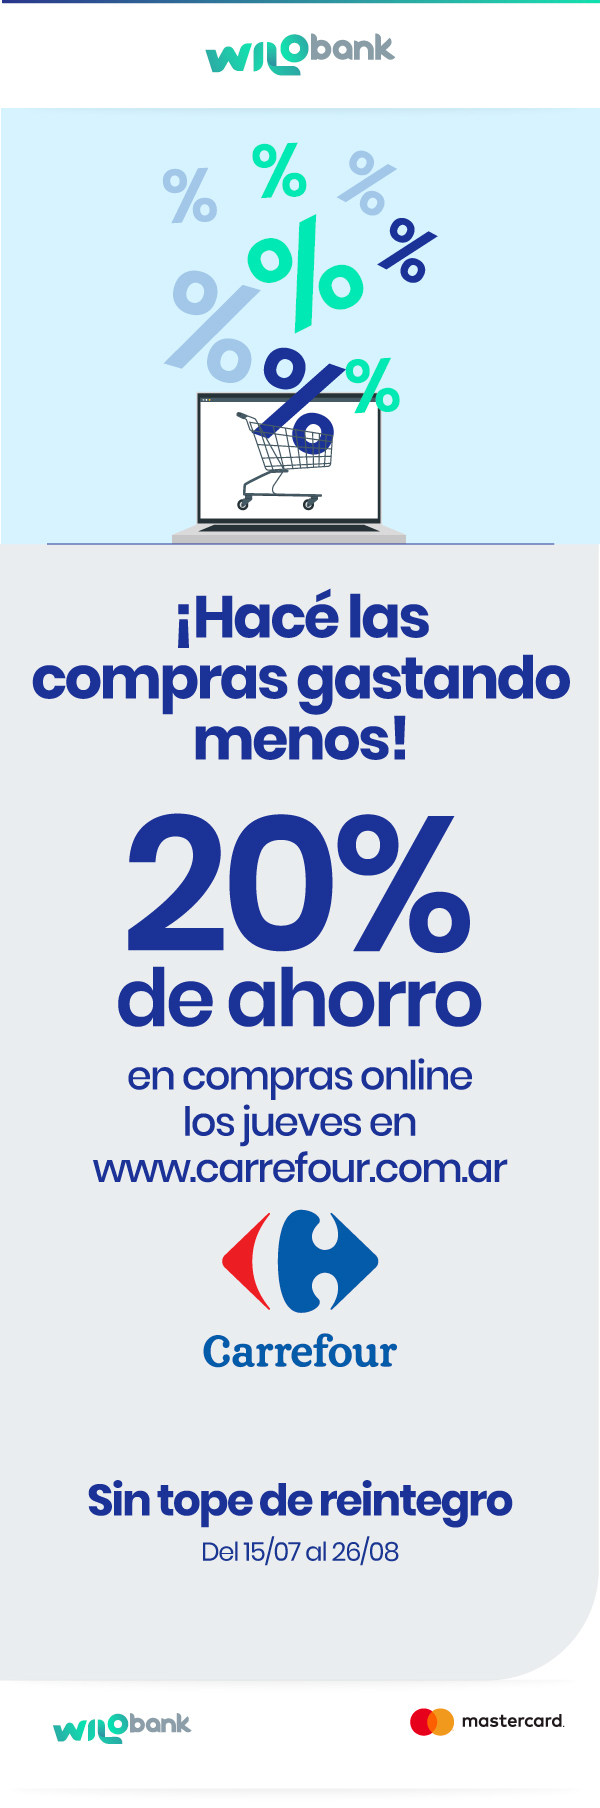 WILObank
%
%
%
%
%
%
%
%
¡Hacé las
compras gastando
menos!
20%
de ahorro
en compras online
los jueves en
www.carrefour.com.ar
Carrefour
Sin tope de reintegro
Del 15/07 al 26/08
WILObank
mastercard.